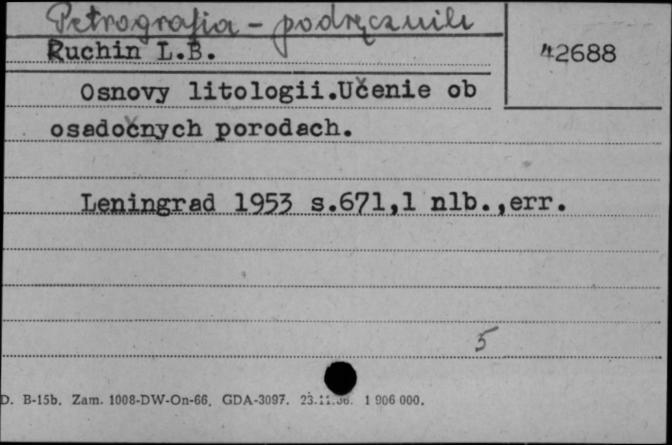 Petrografia - podręcznik
Ruchin L.B.
42688
Osnovy litologii.Učenie ob
osadočnych porodach.
Leningrad 1953 s.671,1 nlb.,err.
5
D. B-15b. Zam. 1008-DW-On-66. GDA-3097. 1 906 000.